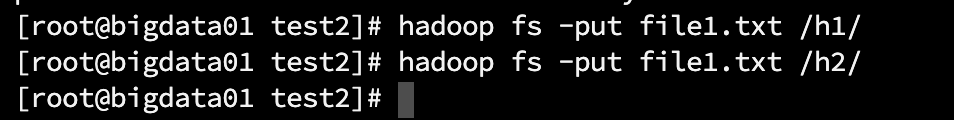 [root@bigdata01 test2]# hadoop fs -put file1.txt /h1/
[root@bigdata01 test2]# hadoop fs -put file1.txt /h2/
[root@bigdata01 test2]#